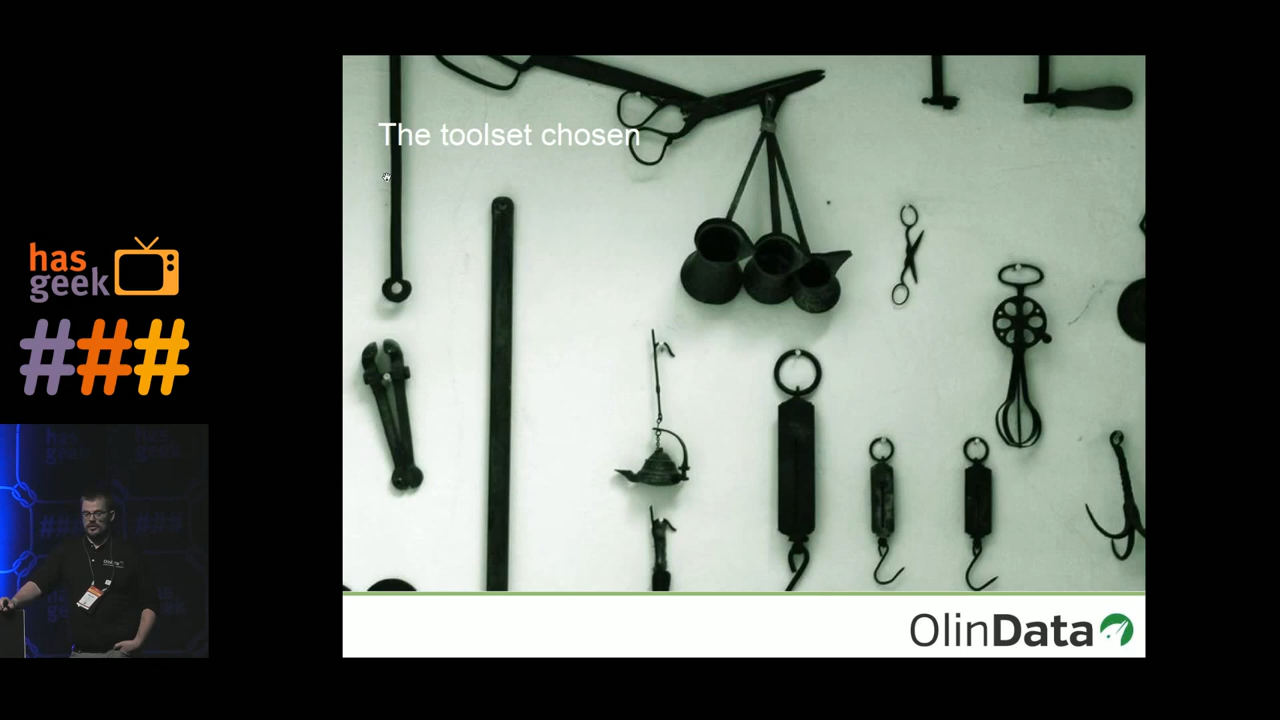 The toolset chosen
has
geek
###
OlinData